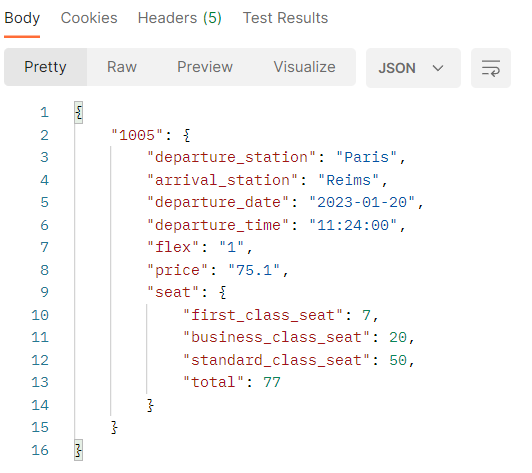 Body Cookies Headers (5) Test Results
Pretty Raw Preview Visualize JSON
1 {
2 "1005": {
3 "departure_station": "Paris",
4 "arrival_station": "Reims",
5 "departure_date": "2023-01-20",
6 "departure_time": "11:24:00",
7 "flex": "1",
8 "price": "75.1",
9 "seat": {
10 "first_class_seat": 7,
11 "business_class_seat": 20,
12 "standard_class_seat": 50,
13 "total": 77
14 }
15 }
16 }